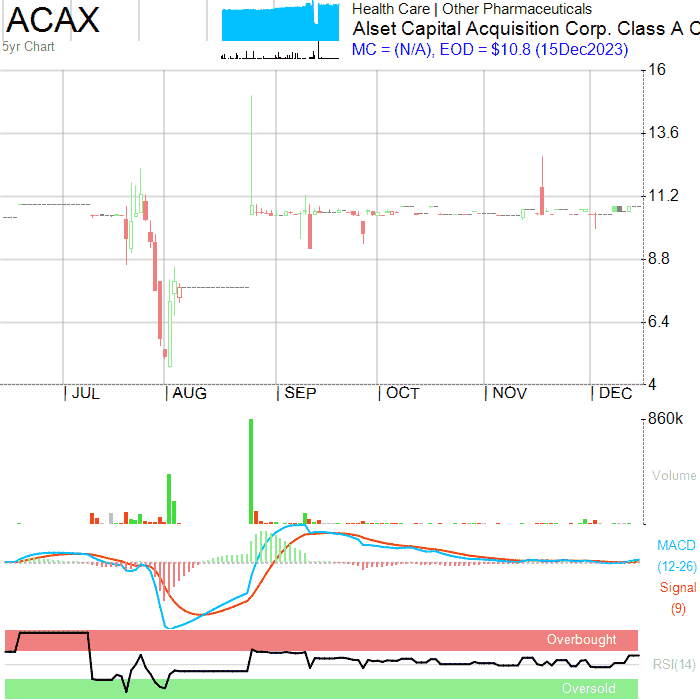 ACAX
5yr Chart
Health Care | Other Pharmaceuticals
Alset Capital Acquisition Corp. Class A C
MC = (N/A), EOD = $10.8 (15Dec2023)
16
13.6
11.2
8.8
6.4
4
| JUL | AUG | SEP | OCT | NOV | DEC
860k
Volume
MACD
(12-26)
Signal
(9)
Overbought
RSI(14)
Oversold